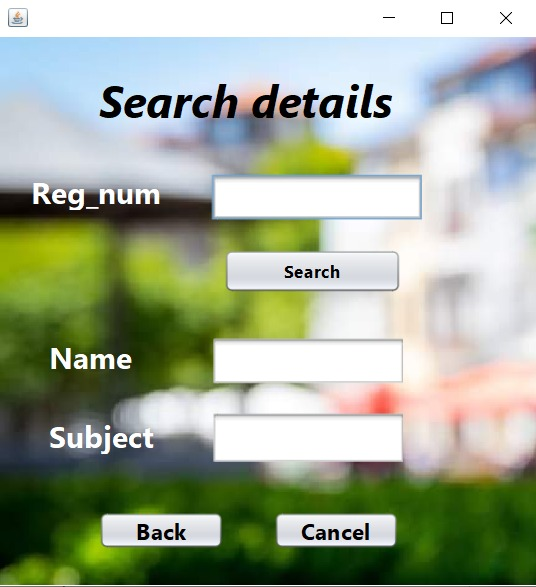 Search details
Reg_num
Search
Name
Subject
Back
Cancel